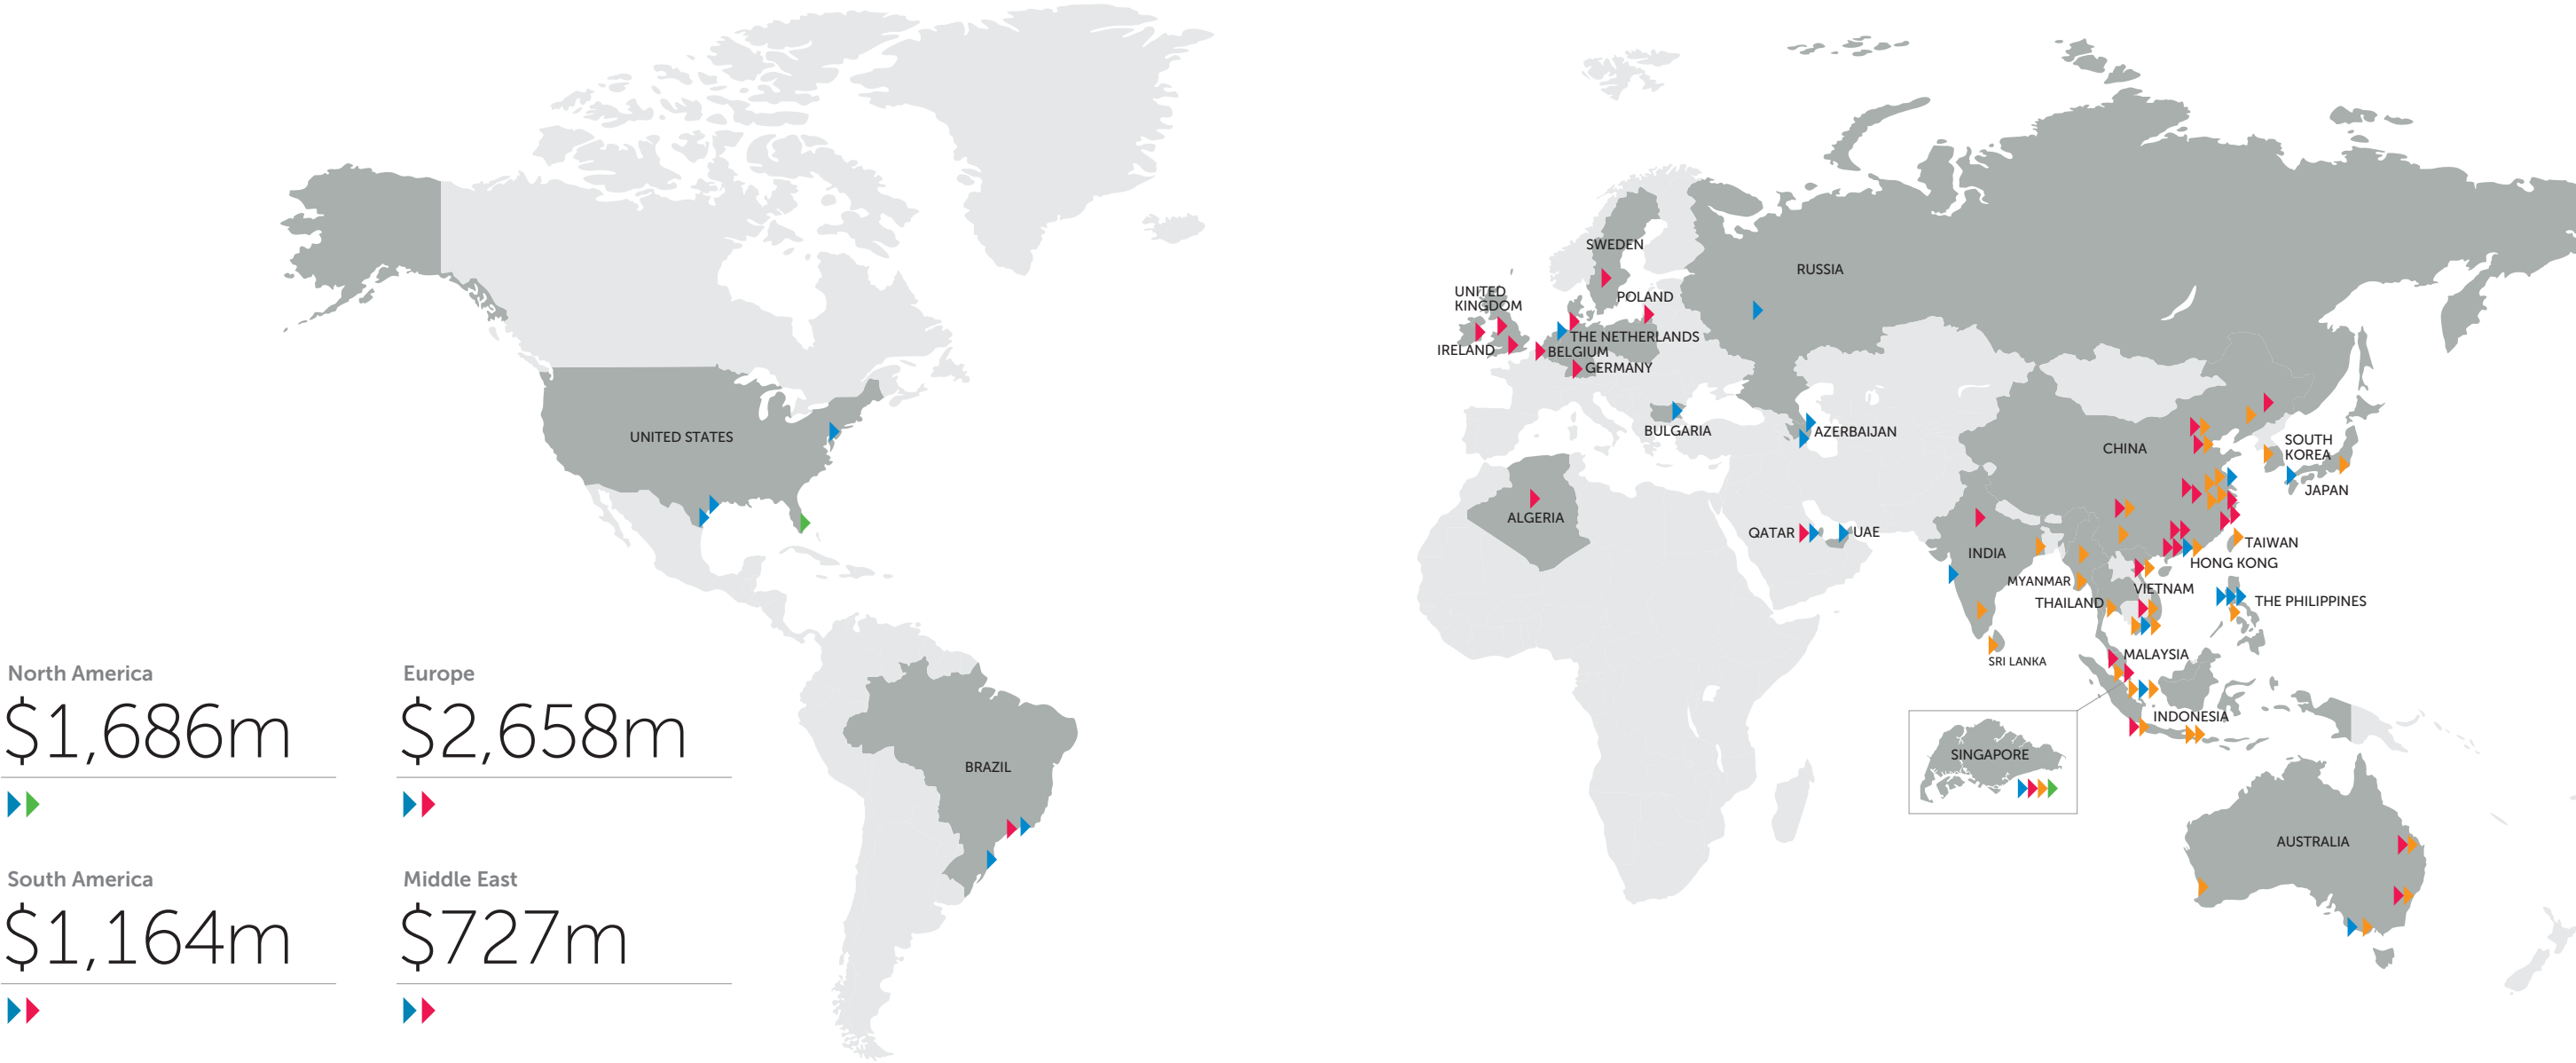 SWEDEN
RUSSIA
UNITED
KINGDOM
POLAND
THE NETHERLANDS
IRELAND
BELGIUM
GERMANY
BULGARIA
AZERBAIJAN
UNITED STATES
CHINA
SOUTH
KOREA
JAPAN
ALGERIA
QATAR
UAE
INDIA
TAIWAN
HONG KONG
MYANMAR
VIETNAM
THAILAND
THE PHILIPPINES
SRI LANKA
MALAYSIA
INDONESIA
SINGAPORE
BRAZIL
AUSTRALIA
North America
$1,686m
Europe
$2,658m
South America
$1,164m
Middle East
$727m